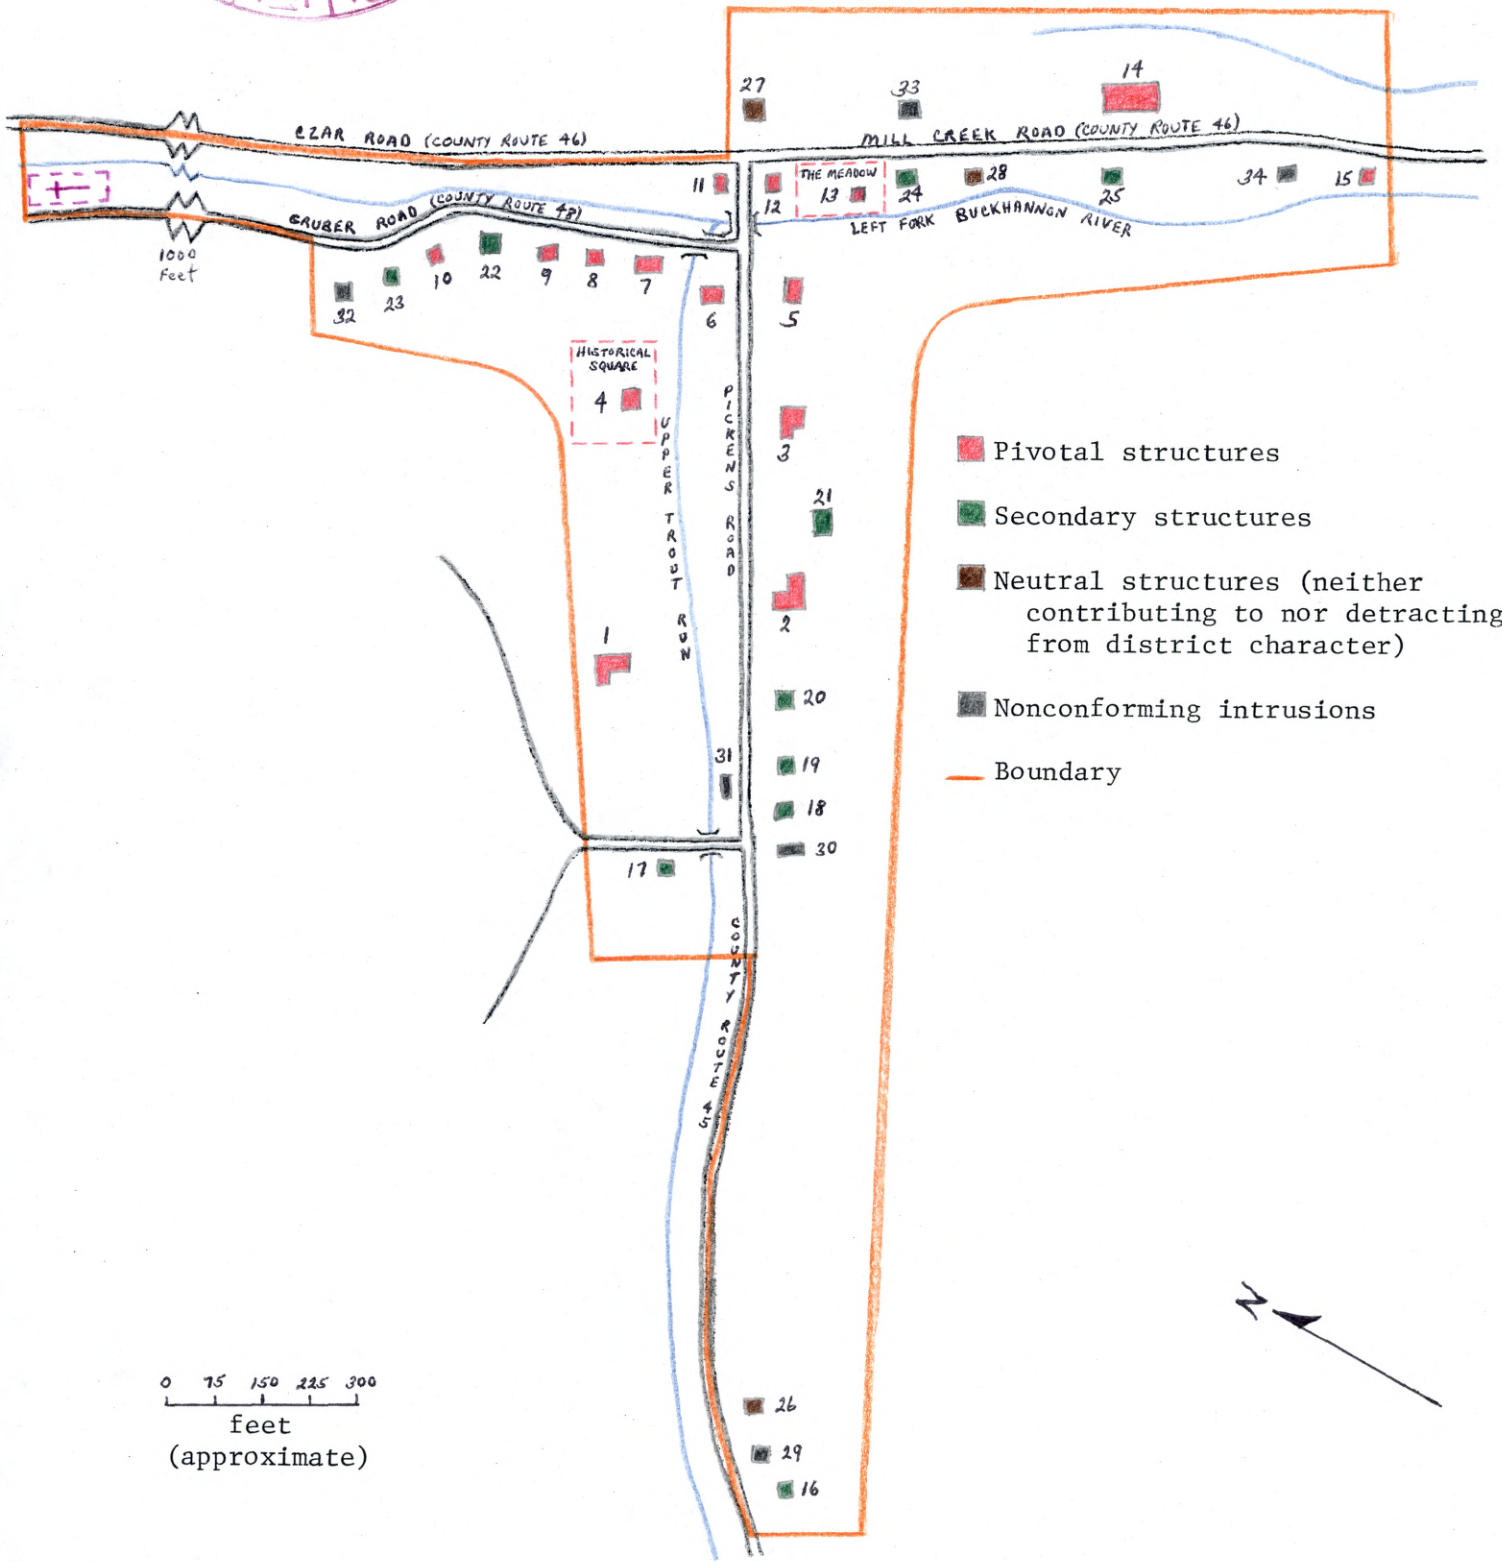 27
33
14
CZAR ROAD (COUNTY ROUTE 46)
MILL CREEK ROAD (COUNTY ROUTE 46)
11
12
THE MEADOW
13
24
28
25
34
15
GRUBER ROAD (COUNTY ROUTE 48)
LEFT FORK BUCKHANNON RIVER
1000
Feet
32
23
10
22
9
8
7
6
5
HISTORICAL
SQUARE
4
UPPER TROUT RUN
PICKENS ROAD
3
21
2
1
20
31
19
18
30
17
COUNTY ROUTE 45
Pivotal structures
Secondary structures
Neutral structures (neither
contributing to nor detracting
from district character)
Nonconforming intrusions
Boundary
N
0 75 150 225 300
feet
(approximate)
26
29
16